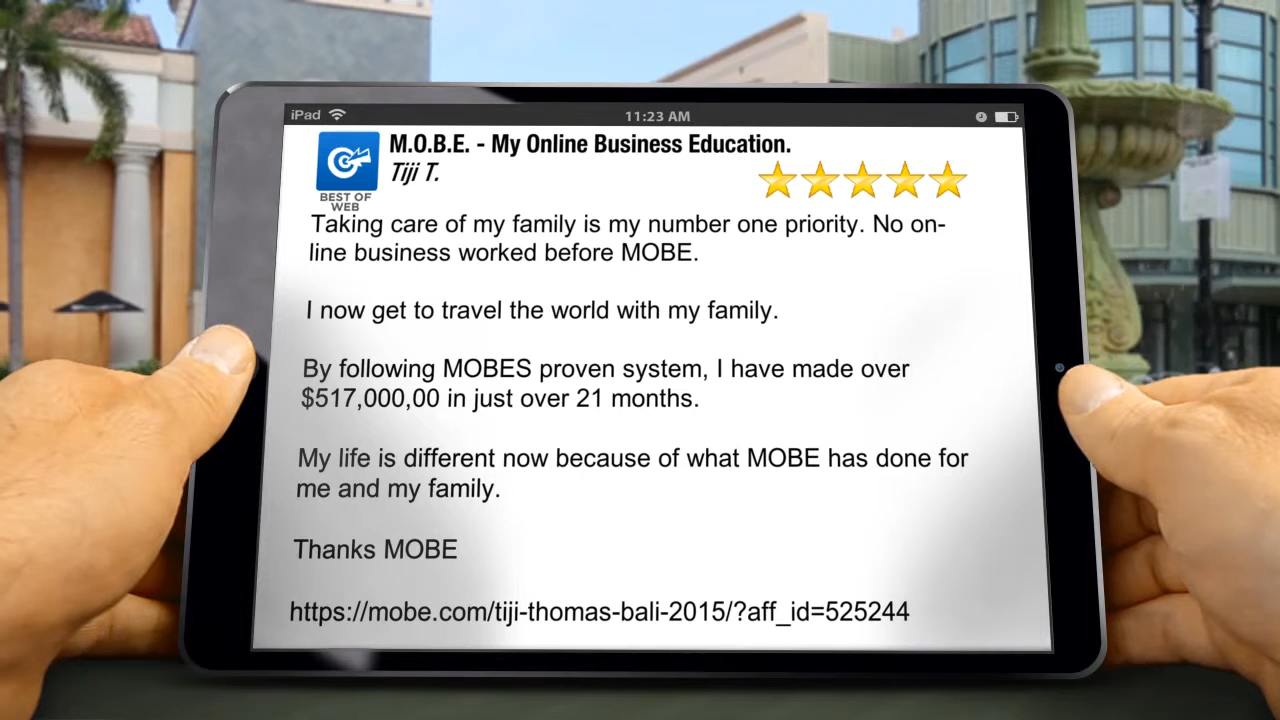 iPad 11:23 AM
M.O.B.E. - My Online Business Education.
Tiji T.
BEST OF
WEB
Taking care of my family is my number one priority. No on-
line business worked before MOBE.
I now get to travel the world with my family.
By following MOBES proven system, I have made over
$517,000,00 in just over 21 months.
My life is different now because of what MOBE has done for
me and my family.
Thanks MOBE
https://mobe.com/tiji-thomas-bali-2015/?aff_id=525244